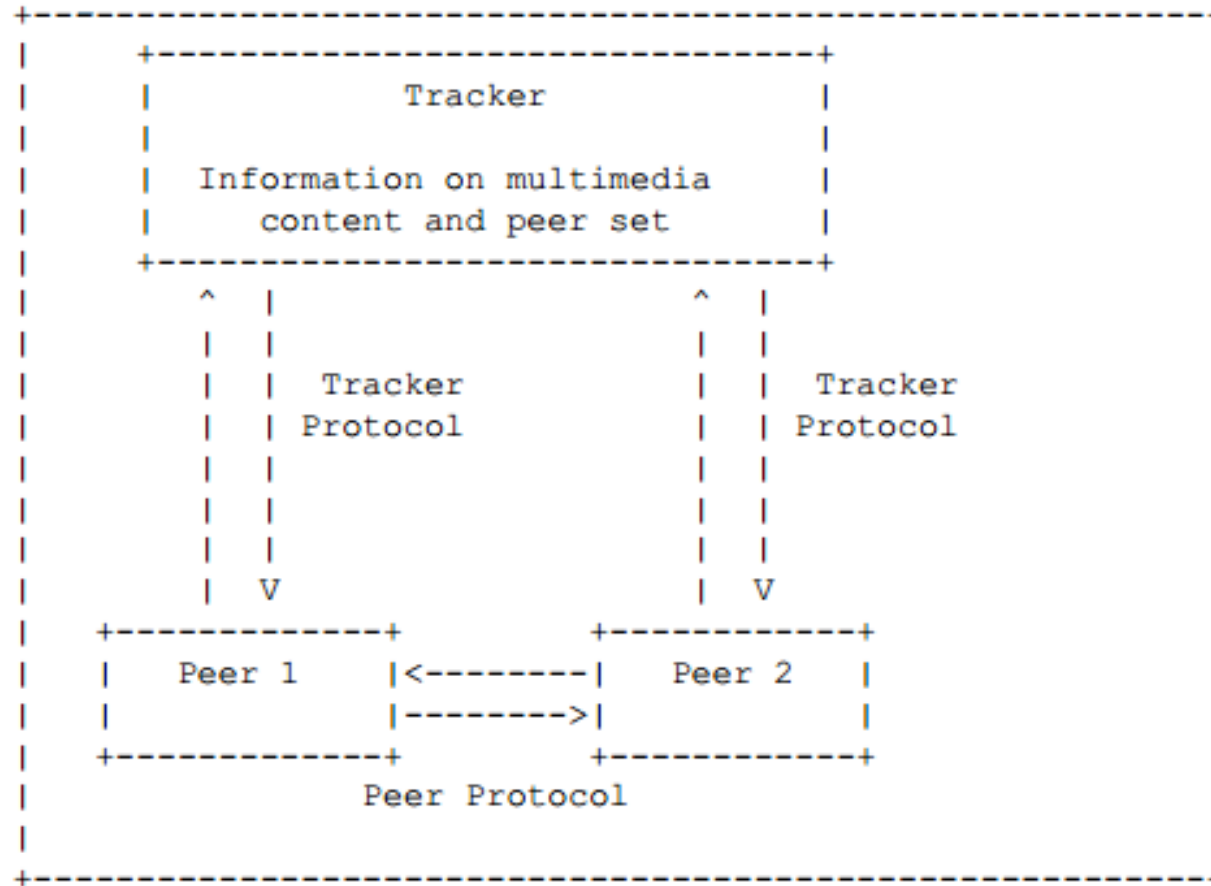 Tracker
Information on multimedia
content and peer set
Tracker Tracker
Protocol Protocol
Peer 1 Peer 2
Peer Protocol